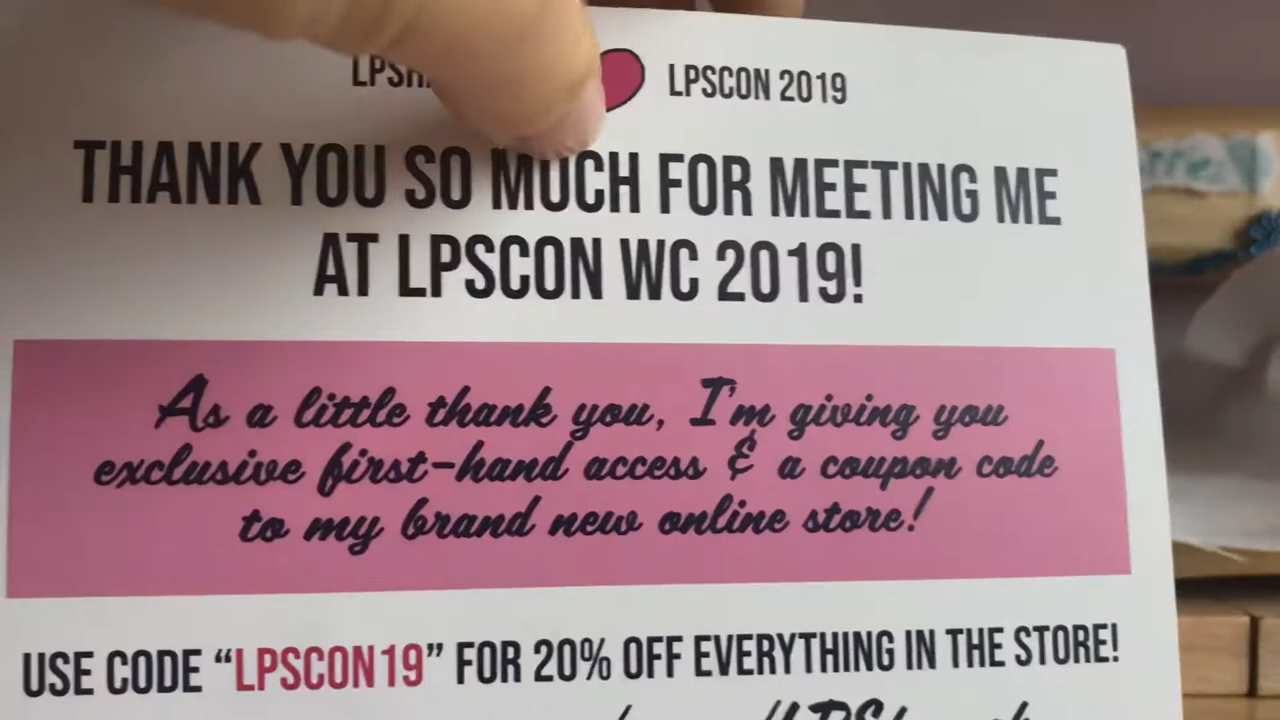 LPSCON 2019
THANK YOU SO MUCH FOR MEETING ME
AT LPSCON WC 2019!
As a little thank you, I'm giving you
exclusive first-hand access & a coupon code
to my brand new online store!
USE CODE “LPSCON19” FOR 20% OFF EVERYTHING IN THE STORE!